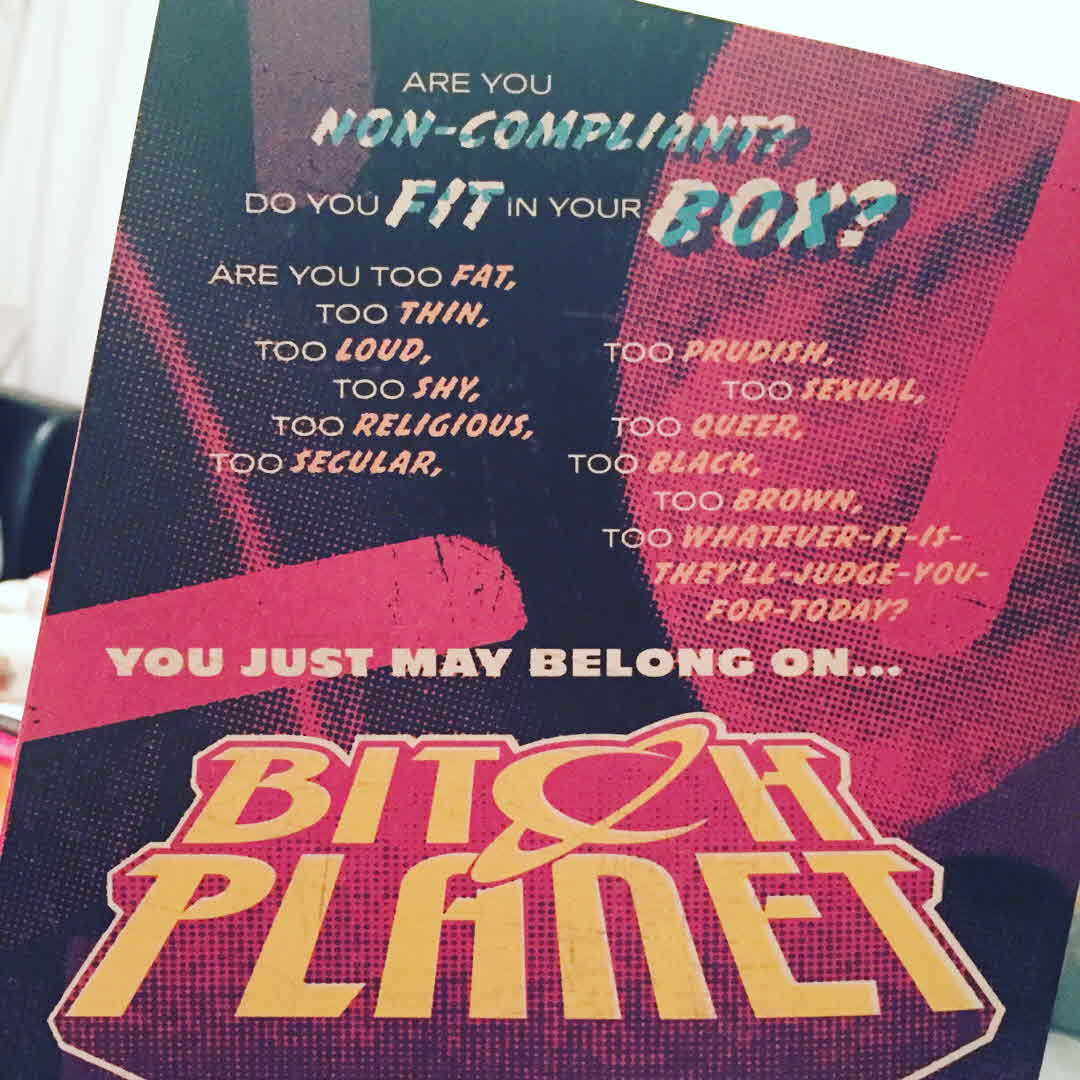 ARE YOU
NON-COMPLIANT?
DO YOU FIT IN YOUR BOX?
ARE YOU TOO FAT,
TOO THIN,
TOO LOUD,
TOO SHY,
TOO RELIGIOUS,
TOO SECULAR,
TOO PRUDISH,
TOO SEXUAL,
TOO QUEER,
TOO BLACK,
TOO BROWN,
TOO WHATEVER-IT-IS-
THEY'LL-JUDGE-YOU-
FOR-TODAY?
YOU JUST MAY BELONG ON...
BITCH
PLANET